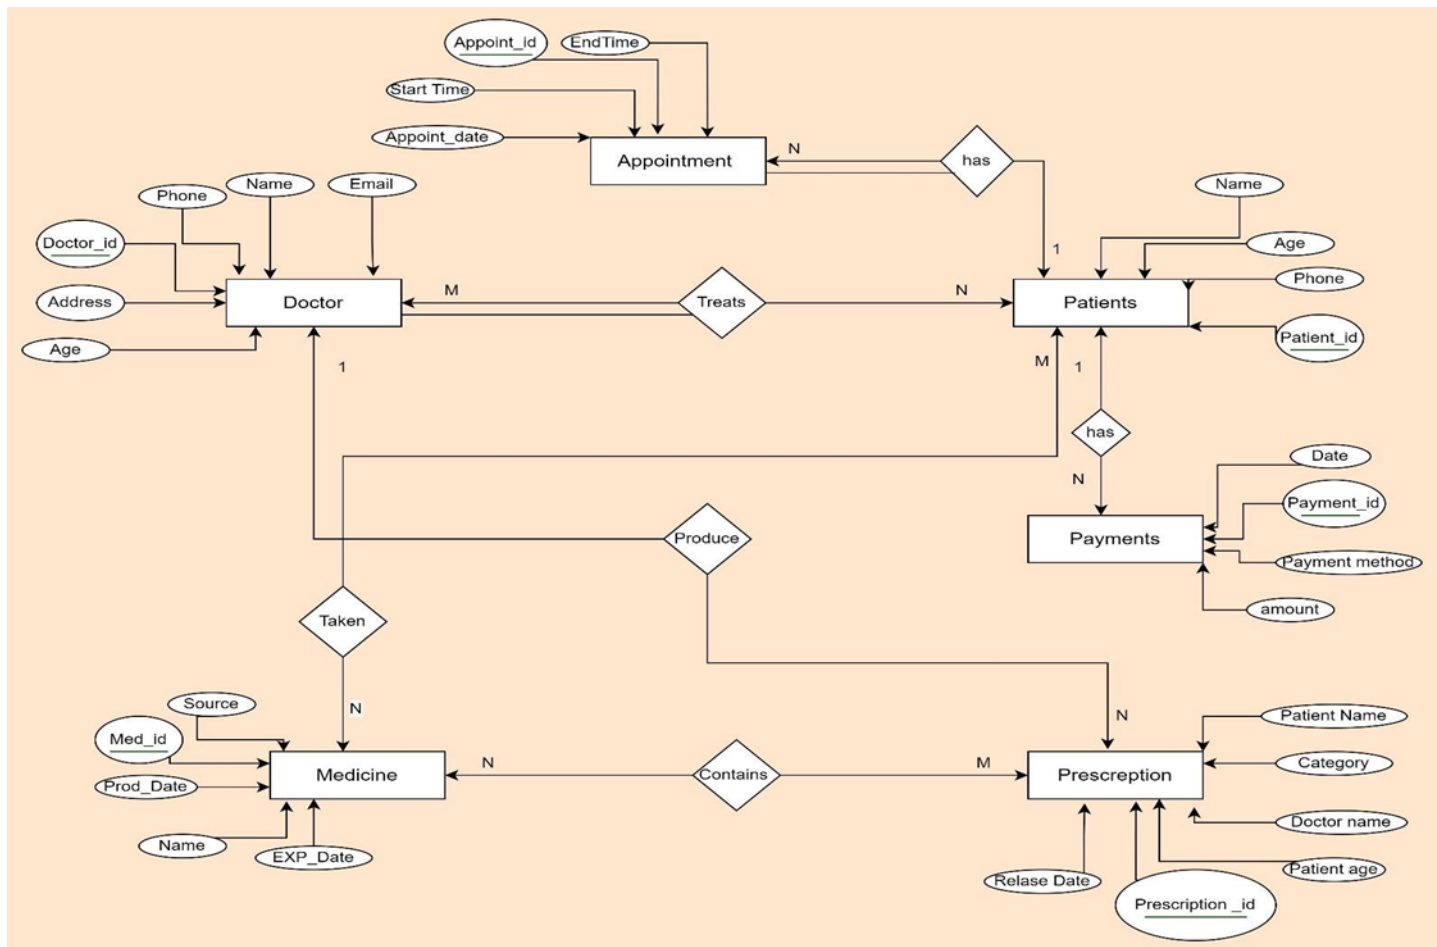 Appoint_id
EndTime
Start Time
Appoint_date
Appointment
N
has
Phone
Name
Email
Name
Doctor_id
1
Age
Phone
Address
Doctor
M
Treats
N
Patients
Age
Patient_id
1
M
1
has
Date
N
Payment_id
Produce
Payments
Payment method
amount
Taken
Source
N
N
Patient Name
Med_id
Medicine
N
Contains
M
Prescreption
Category
Prod_Date
Doctor name
Name
EXP_Date
Relase Date
Patient age
Prescription _id